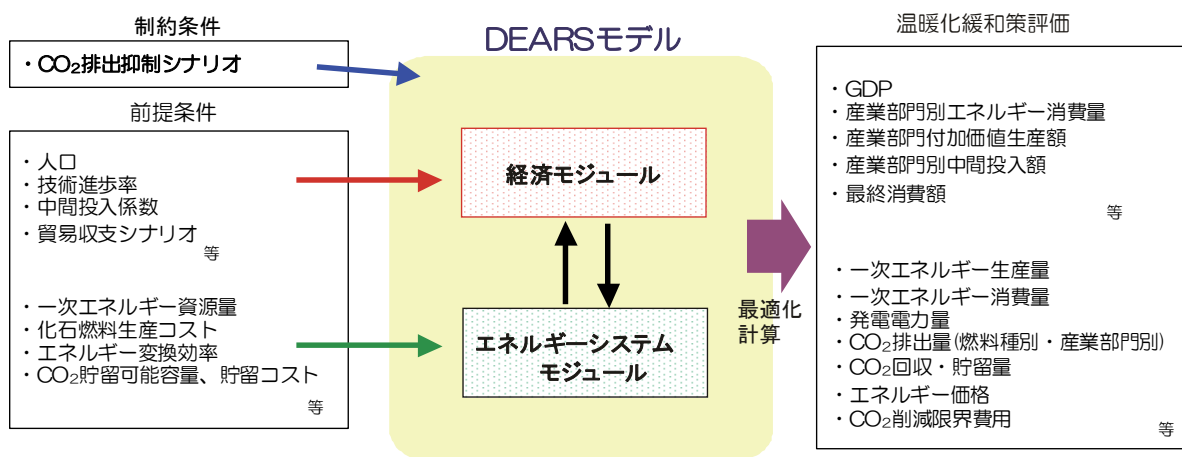 制約条件
・CO₂排出抑制シナリオ
前提条件
・人口
・技術進歩率
・中間投入係数
・貿易収支シナリオ
等
・一次エネルギー資源量
・化石燃料生産コスト
・エネルギー変換効率
・CO₂貯留可能容量、貯留コスト
等
DEARSモデル
経済モジュール
エネルギーシステム
モジュール
最適化
計算
温暖化緩和策評価
・GDP
・産業部門別エネルギー消費量
・産業部門付加価値生産額
・産業部門別中間投入額
・最終消費額
等
・一次エネルギー生産量
・一次エネルギー消費量
・発電電力量
・CO₂排出量(燃料種別・産業部門別)
・CO₂回収・貯留量
・エネルギー価格
・CO₂削減限界費用
等